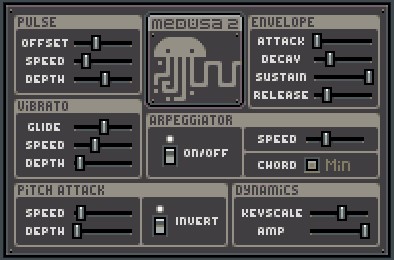 PULSE
OFFSET
SPEED
DEPTH
MEDUSA 2
ENVELOPE
ATTACK
DECAY
SUSTAIN
RELEASE
ViBRATO
GLIDE
SPEED
DEPTH
ARPEGGiATOR
ON/OFF
SPEED
CHORD Min
PiTCH ATTACK
SPEED
DEPTH
INVERT
DYNAMiCS
KEYSCALE
AMP